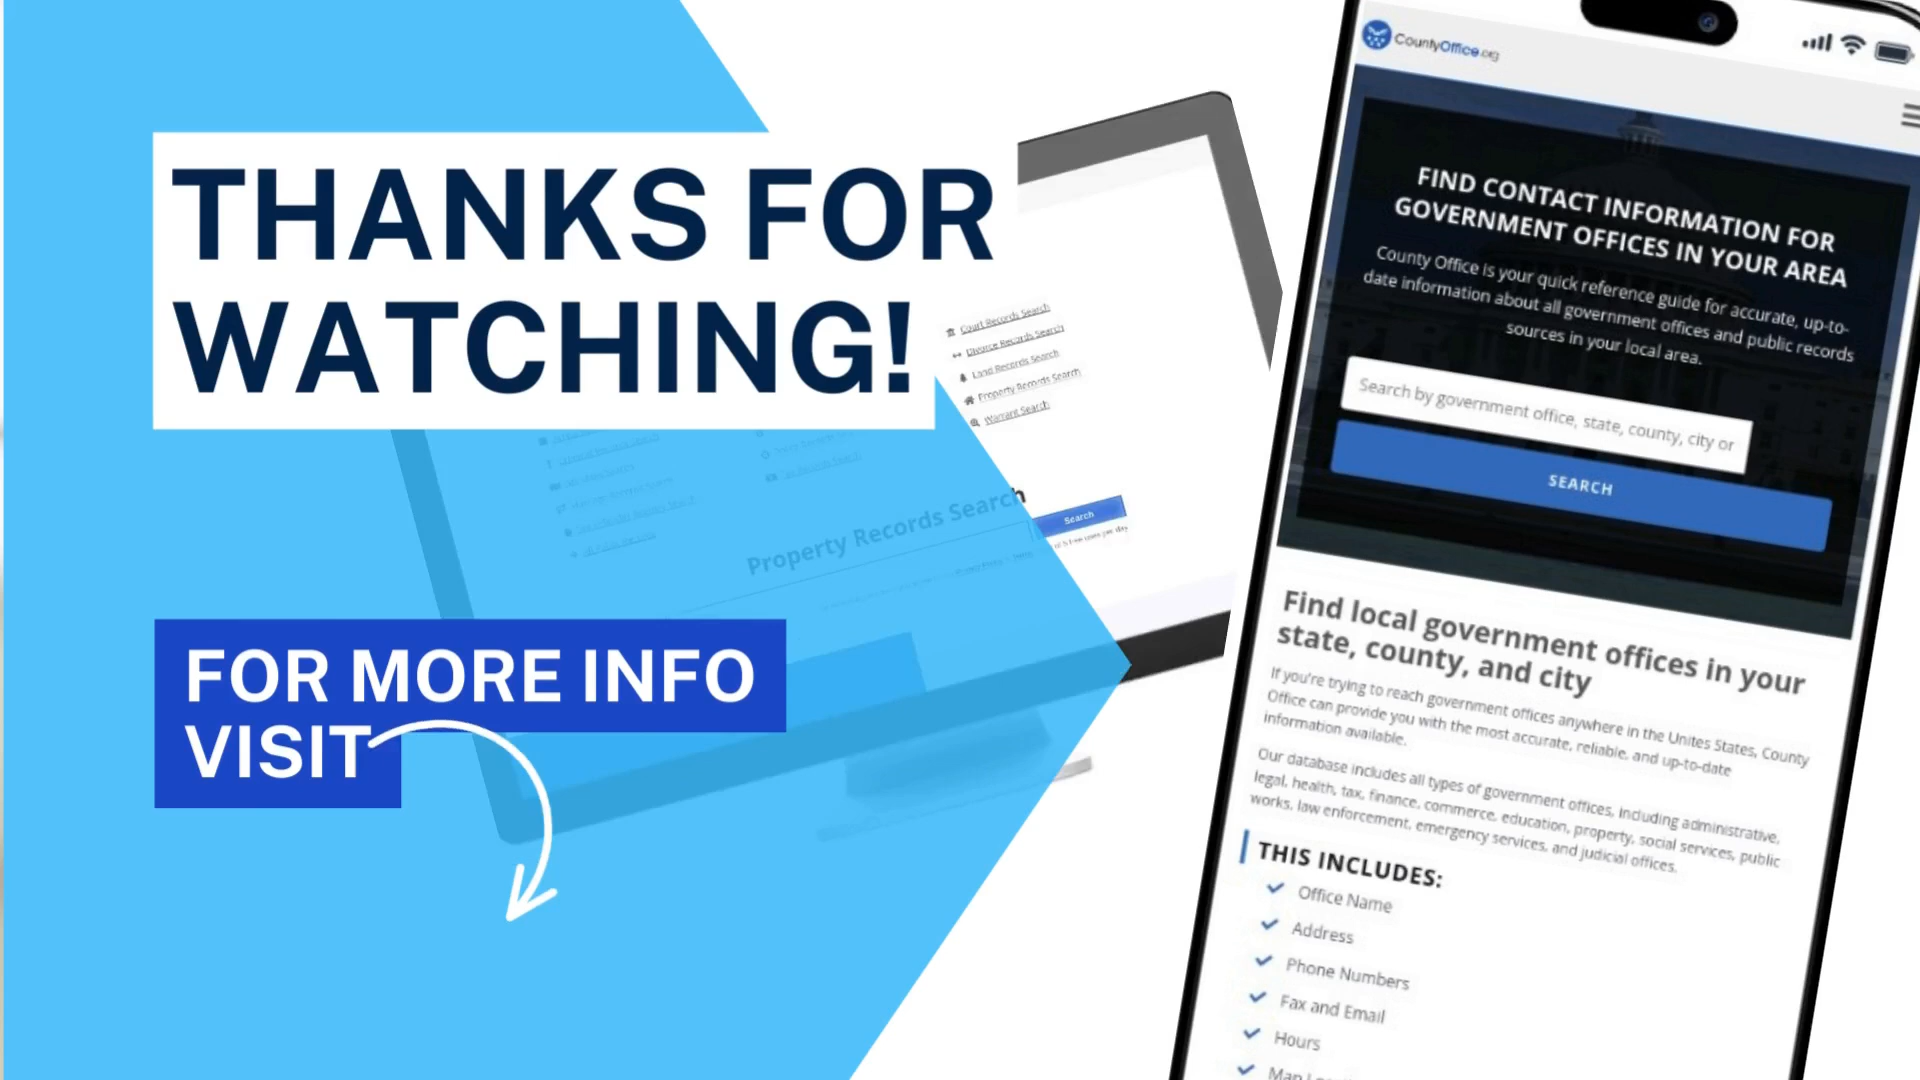 THANKS FOR
WATCHING!
FOR MORE INFO
VISIT
Court Records Search
Divorce Records Search
Land Records Search
Property Records Search
Warrant Search
Property Records Search
Search
of 5 free uses per day
CountyOffice.org
FIND CONTACT INFORMATION FOR
GOVERNMENT OFFICES IN YOUR AREA
County Office is your quick reference guide for accurate, up-to-
date information about all government offices and public records
sources in your local area.
Search by government office, state, county, city or
SEARCH
Find local government offices in your
state, county, and city
If you're trying to reach government offices anywhere in the Unites States, County
Office can provide you with the most accurate, reliable, and up-to-date
information available.
Our database includes all types of government offices, including administrative,
legal, health, tax, finance, commerce, education, property, social services, public
works, law enforcement, emergency services, and judicial offices.
THIS INCLUDES:
Office Name
Address
Phone Numbers
Fax and Email
Hours
Map